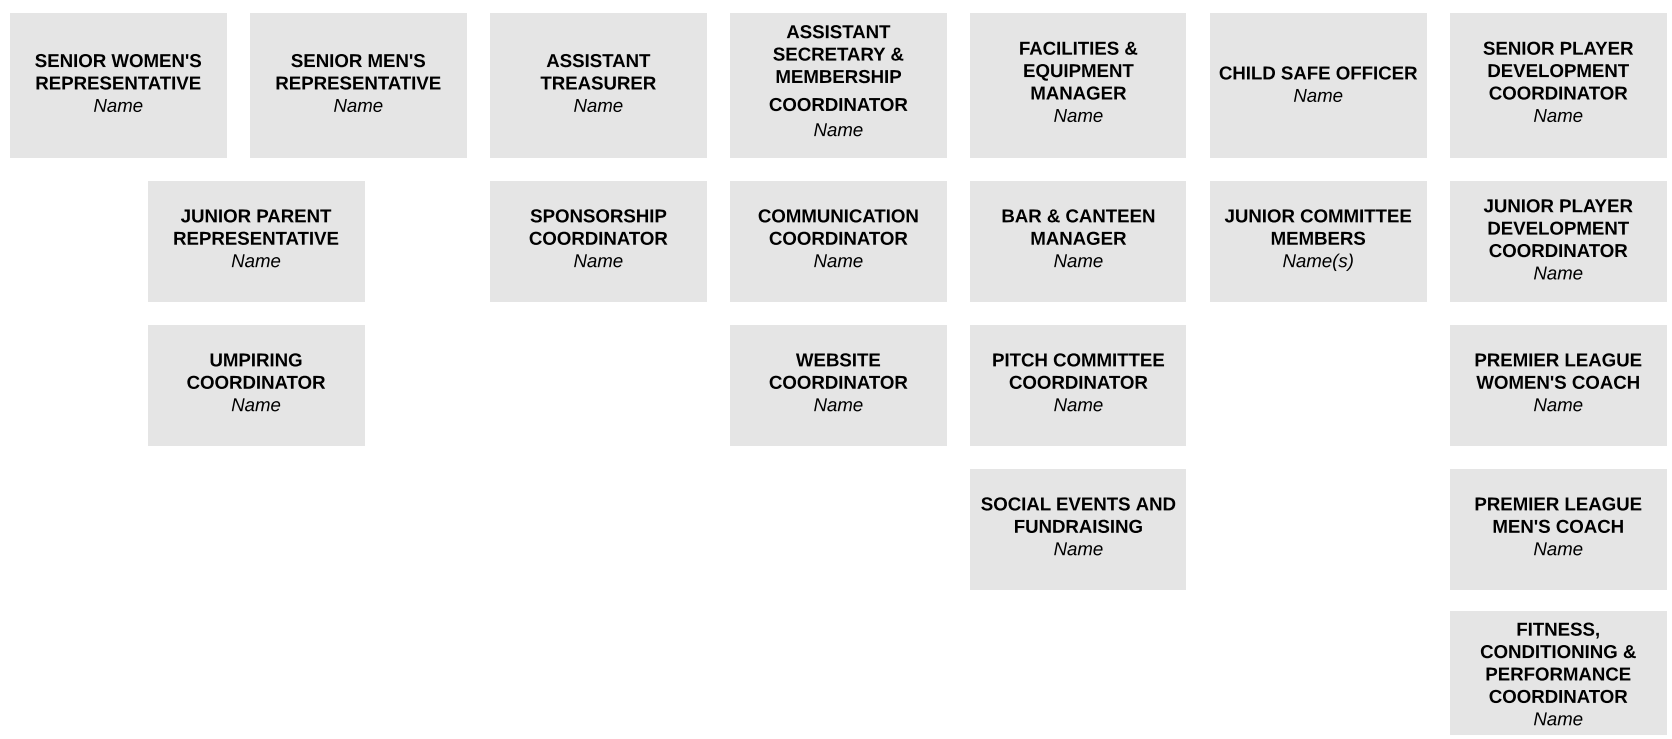 SENIOR WOMEN'S
REPRESENTATIVE
Name
SENIOR MEN'S
REPRESENTATIVE
Name
ASSISTANT
TREASURER
Name
ASSISTANT
SECRETARY &
MEMBERSHIP
COORDINATOR
Name
FACILITIES &
EQUIPMENT
MANAGER
Name
CHILD SAFE OFFICER
Name
SENIOR PLAYER
DEVELOPMENT
COORDINATOR
Name
JUNIOR PARENT
REPRESENTATIVE
Name
SPONSORSHIP
COORDINATOR
Name
COMMUNICATION
COORDINATOR
Name
BAR & CANTEEN
MANAGER
Name
JUNIOR COMMITTEE
MEMBERS
Name(s)
JUNIOR PLAYER
DEVELOPMENT
COORDINATOR
Name
UMPIRING
COORDINATOR
Name
WEBSITE
COORDINATOR
Name
PITCH COMMITTEE
COORDINATOR
Name
PREMIER LEAGUE
WOMEN'S COACH
Name
SOCIAL EVENTS AND
FUNDRAISING
Name
PREMIER LEAGUE
MEN'S COACH
Name
FITNESS,
CONDITIONING &
PERFORMANCE
COORDINATOR
Name